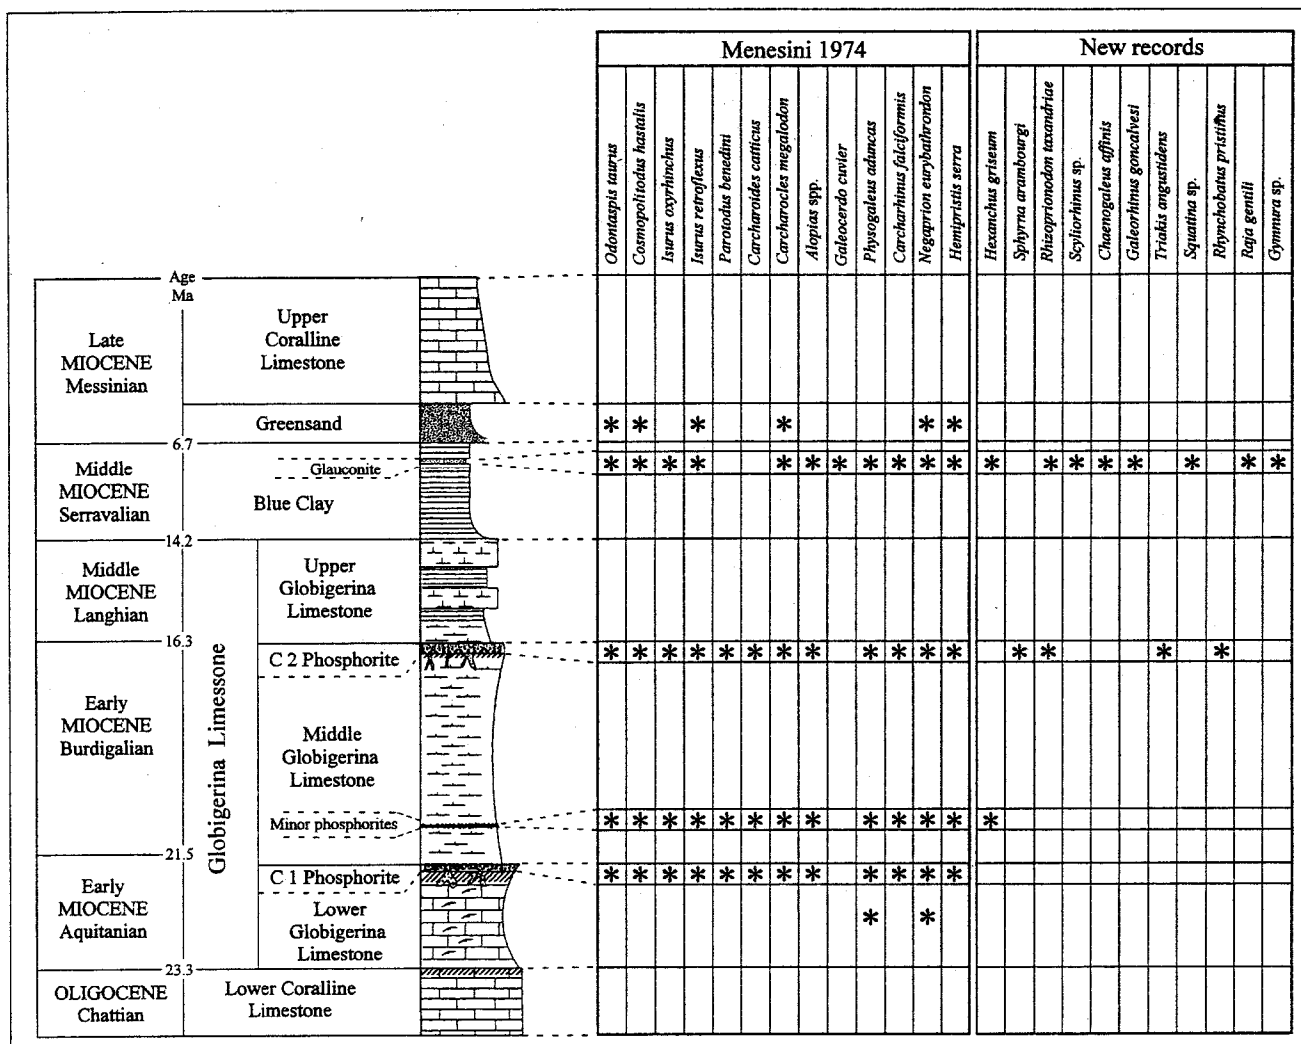 Menesini 1974
New records
Odontaspis taurus
Cosmopolitodus hastalis
Isurus oxyrhinchus
Isurus retroflexus
Parotodus benedini
Carcharoides catticus
Carcharocles megalodon
Alopias spp.
Galeocerdo cuvier
Physogaleus aduncas
Carcharhinus falciformis
Negaprion eurybathrondon
Hemipristis serra
Hexanchus griseum
Sphyrna arambourgi
Rhizoprionodon taxandriae
Scyliorhinus sp.
Chaenogaleus affinis
Galeorhinus goncalvesi
Triakis angustidens
Squatina sp.
Rhynchobatus pristinus
Raja gentili
Gymnura sp.
Age
Ma
Late
MIOCENE
Messinian
Upper
Coralline
Limestone
Greensand
* * * * * *
6.7
Middle
MIOCENE
Serravalian
Glauconite
* * * * * * * * * * * * * * * * * * *
Blue Clay
14.2
Middle
MIOCENE
Langhian
Upper
Globigerina
Limestone
16.3
Globigerina Limessone
C 2 Phosphorite
* * * * * * * * * * * * * * * *
Early
MIOCENE
Burdigalian
Middle
Globigerina
Limestone
Minor phosphorites
* * * * * * * * * * * * *
21.5
C 1 Phosphorite
* * * * * * * * * * * *
Early
MIOCENE
Aquitanian
Lower
Globigerina
Limestone
* *
23.3
OLIGOCENE
Chattian
Lower Coralline
Limestone